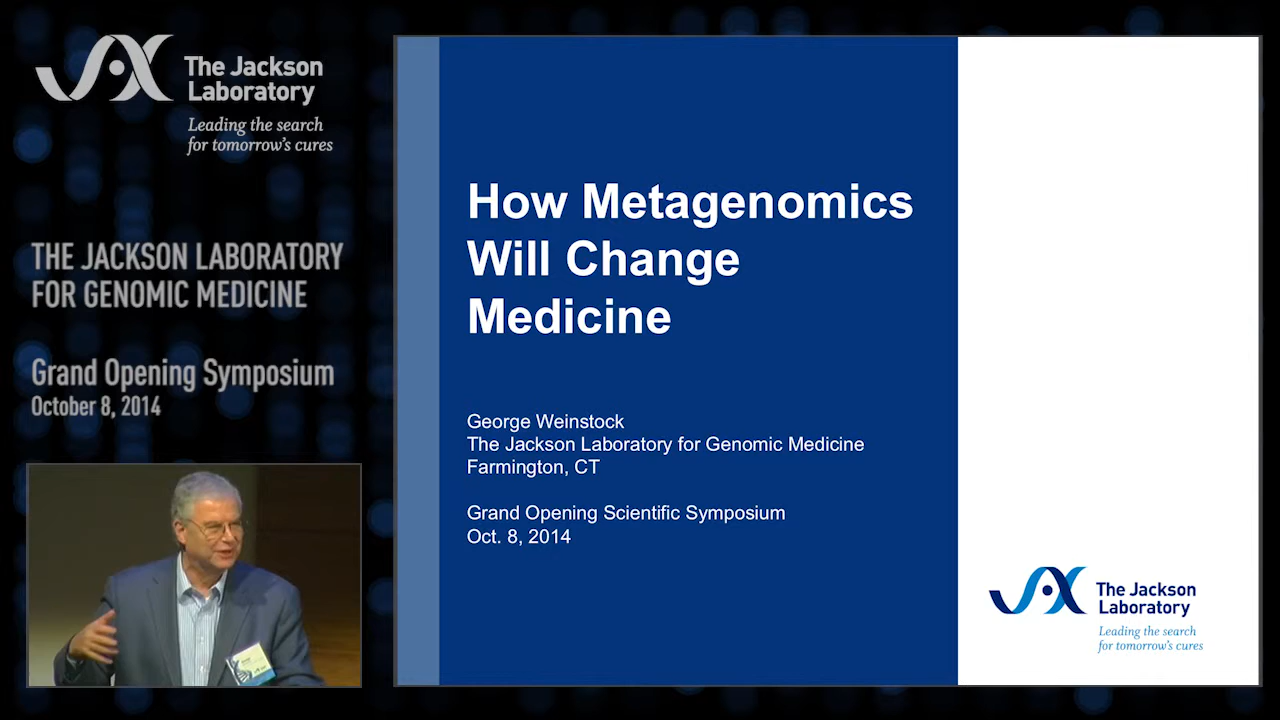 JAX
The Jackson
Laboratory
Leading the search
for tomorrow's cures
THE JACKSON LABORATORY
FOR GENOMIC MEDICINE
Grand Opening Symposium
October 8, 2014
How Metagenomics
Will Change
Medicine
George Weinstock
The Jackson Laboratory for Genomic Medicine
Farmington, CT
Grand Opening Scientific Symposium
Oct. 8, 2014
JAX
The Jackson
Laboratory
Leading the search
for tomorrow's cures